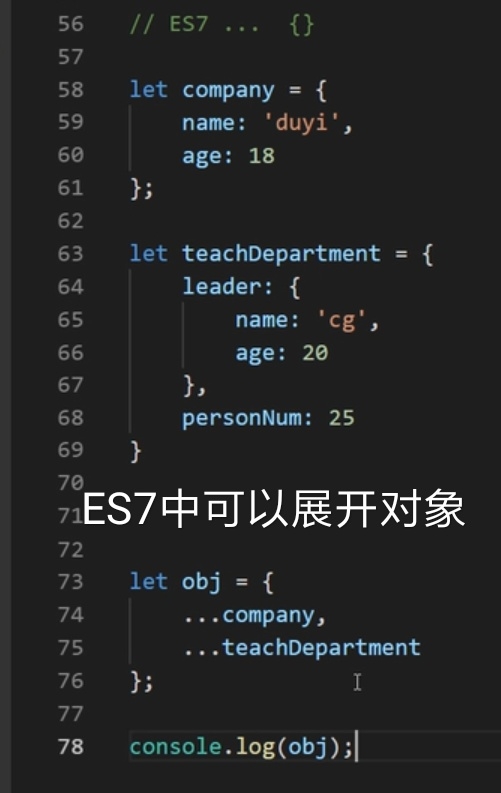 56 // ES7 ... {}
57
58 let company = {
59 name: 'duyi',
60 age: 18
61 };
62
63 let teachDepartment = {
64 leader: {
65 name: 'cg',
66 age: 20
67 },
68 personNum: 25
69 }
70
71
ES7中可以展开对象
72
73 let obj = {
74 ...company,
75 ...teachDepartment
76 };
77
78 console.log(obj);